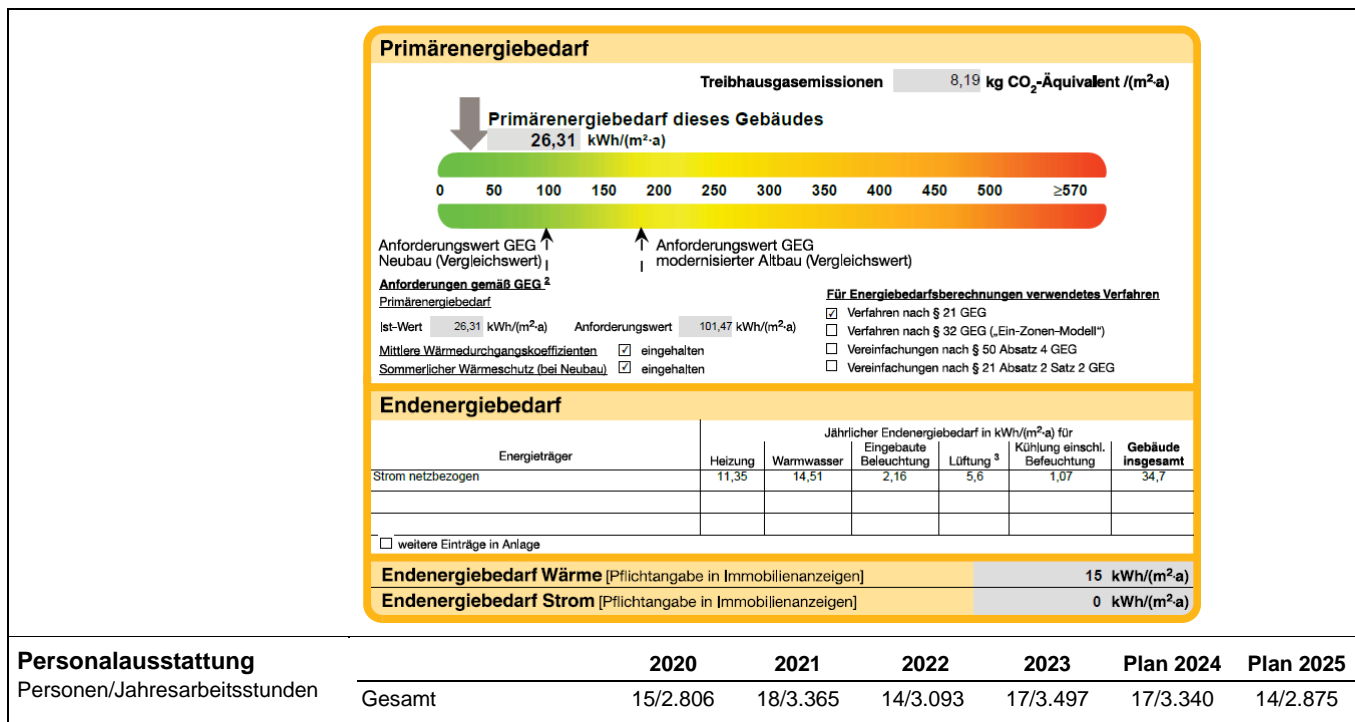 Primärenergiebedarf
Treibhausgasemissionen 8,19 kg CO₂-Äquivalent /(m²·a)
Primärenergiebedarf dieses Gebäudes
26,31 kWh/(m²·a)
0 50 100 150 200 250 300 350 400 450 500 ≥570
Anforderungswert GEG
Neubau (Vergleichswert)
Anforderungswert GEG
modernisierter Altbau (Vergleichswert)
Anforderungen gemäß GEG ²
Primärenergiebedarf
Ist-Wert 26,31 kWh/(m²·a) Anforderungswert 101,47 kWh/(m²·a)
Mittlere Wärmedurchgangskoeffizienten ☑ eingehalten
Sommerlicher Wärmeschutz (bei Neubau) ☑ eingehalten
Für Energiebedarfsberechnungen verwendetes Verfahren
☑ Verfahren nach § 21 GEG
☐ Verfahren nach § 32 GEG („Ein-Zonen-Modell")
☐ Vereinfachungen nach § 50 Absatz 4 GEG
☐ Vereinfachungen nach § 21 Absatz 2 Satz 2 GEG
Endenergiebedarf
Jährlicher Endenergiebedarf in kWh/(m²·a) für
Energieträger Heizung Warmwasser Eingebaute Beleuchtung Lüftung ³ Kühlung einschl. Befeuchtung Gebäude insgesamt
Strom netzbezogen 11,35 14,51 2,16 5,6 1,07 34,7
☐ weitere Einträge in Anlage
Endenergiebedarf Wärme [Pflichtangabe in Immobilienanzeigen] 15 kWh/(m²·a)
Endenergiebedarf Strom [Pflichtangabe in Immobilienanzeigen] 0 kWh/(m²·a)
Personalausstattung 2020 2021 2022 2023 Plan 2024 Plan 2025
Personen/Jahresarbeitsstunden
Gesamt 15/2.806 18/3.365 14/3.093 17/3.497 17/3.340 14/2.875